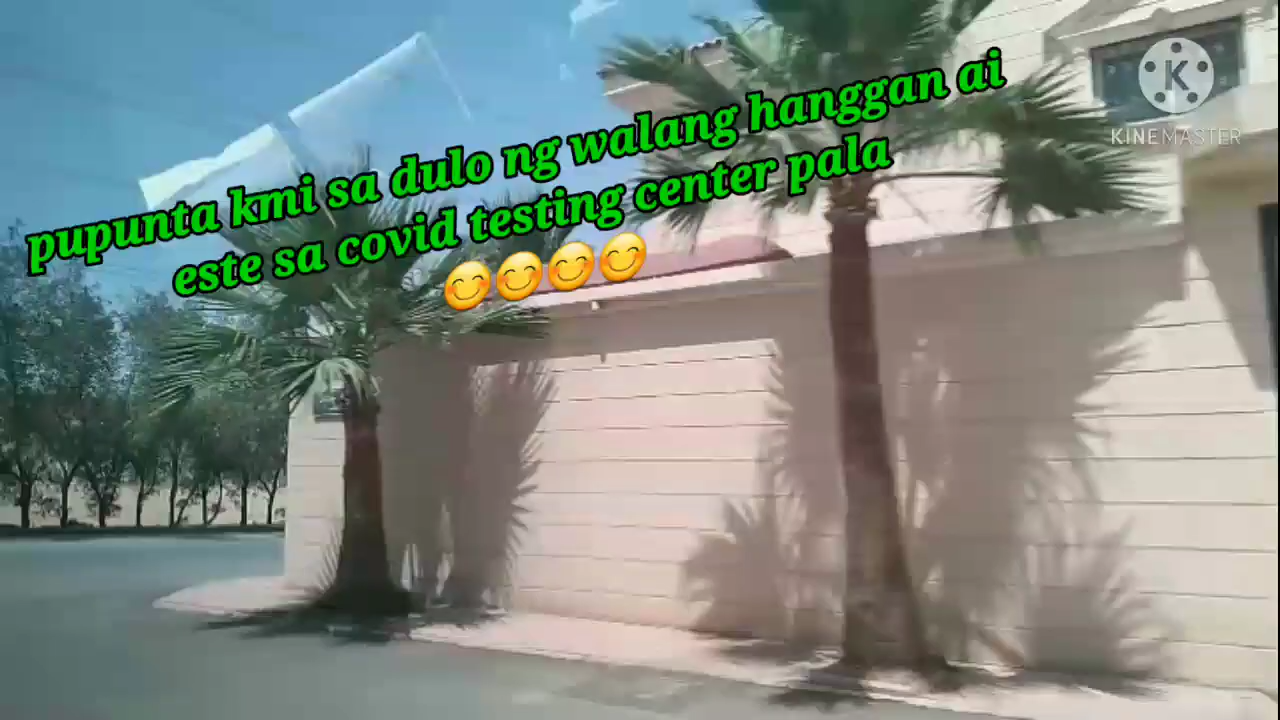 pupunta kmi sa dulo ng walang hanggan ai
este sa covid testing center pala
😊😊😊😊
K
KINEMASTER